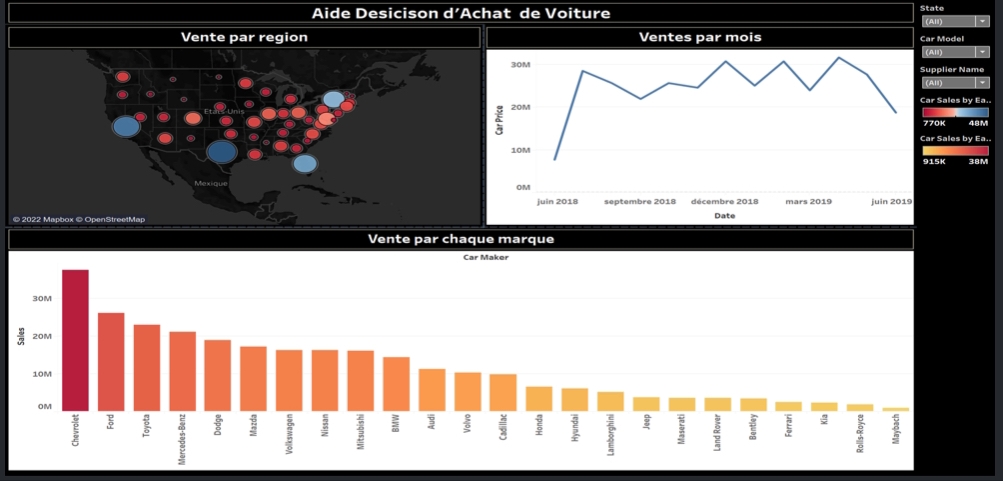 Aide Desicison d’Achat de Voiture
Vente par region
Etats-Unis
Mexique
© 2022 Mapbox © OpenStreetMap
Ventes par mois
Car Price
30M
20M
10M
0M
juin 2018
septembre 2018
décembre 2018
mars 2019
juin 2019
Date
State
(All)
Car Model
(All)
Supplier Name
(All)
Car Sales by Ea..
770K 48M
Car Sales by Ea..
915K 38M
Vente par chaque marque
Car Maker
Sales
30M
20M
10M
0M
Chevrolet
Ford
Toyota
Mercedes-Benz
Dodge
Mazda
Volkswagen
Nissan
Mitsubishi
BMW
Audi
Volvo
Cadillac
Honda
Hyundai
Lamborghini
Jeep
Maserati
Land Rover
Bentley
Ferrari
Kia
Rolls-Royce
Maybach